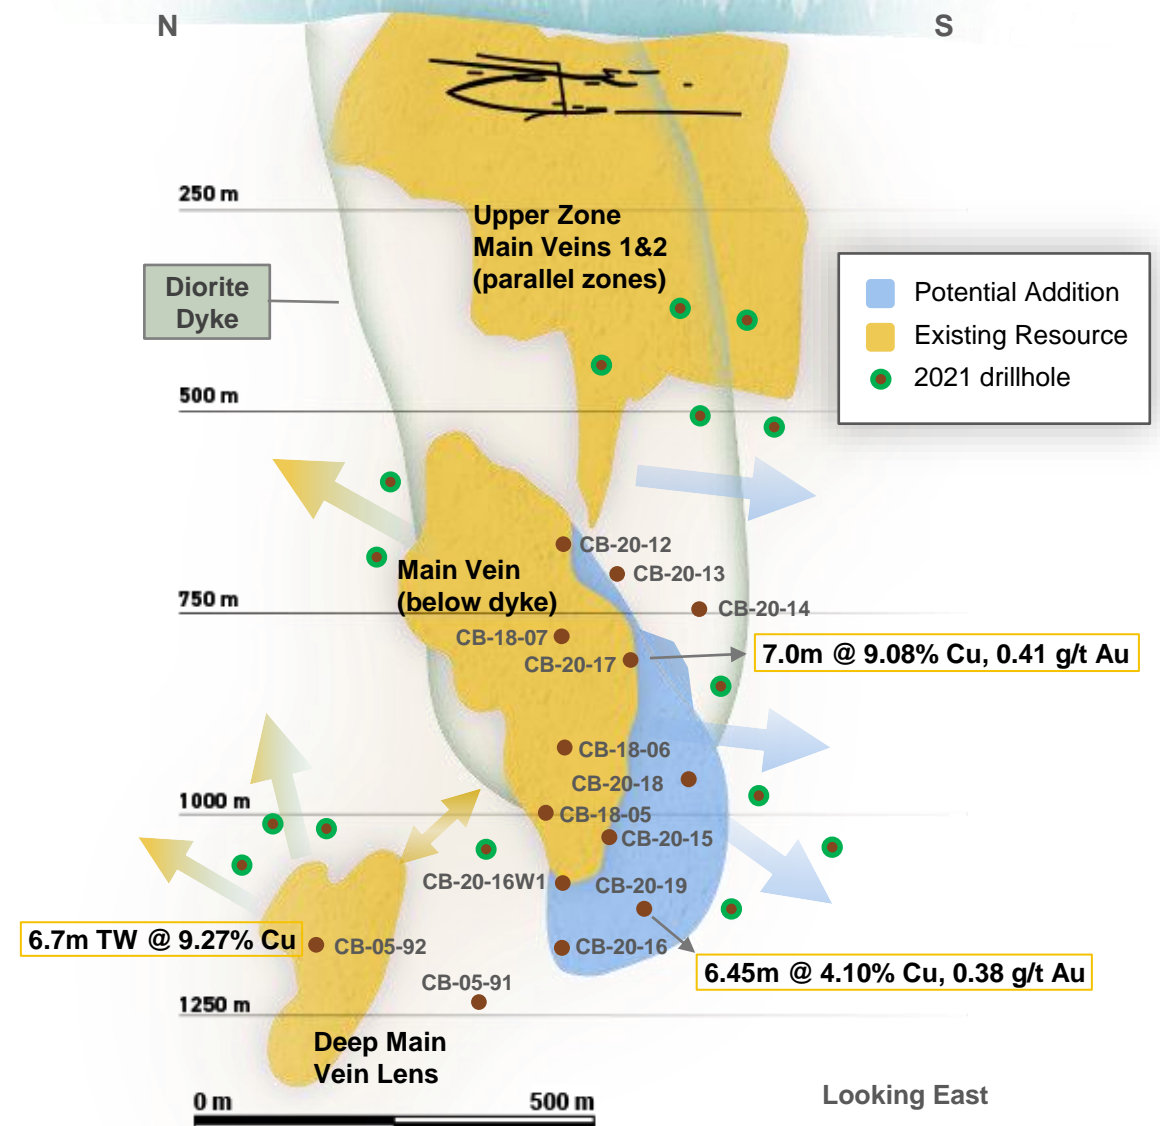 N
S
250 m
Upper Zone
Main Veins 1&2
(parallel zones)
Diorite
Dyke
Potential Addition
Existing Resource
2021 drillhole
500 m
CB-20-12
Main Vein
(below dyke)
CB-20-13
750 m
CB-20-14
CB-18-07
CB-20-17
7.0m @ 9.08% Cu, 0.41 g/t Au
CB-18-06
CB-20-18
1000 m
CB-18-05
CB-20-15
CB-20-16W1
CB-20-19
6.7m TW @ 9.27% Cu
CB-05-92
CB-20-16
6.45m @ 4.10% Cu, 0.38 g/t Au
CB-05-91
1250 m
Deep Main
Vein Lens
0 m
500 m
Looking East